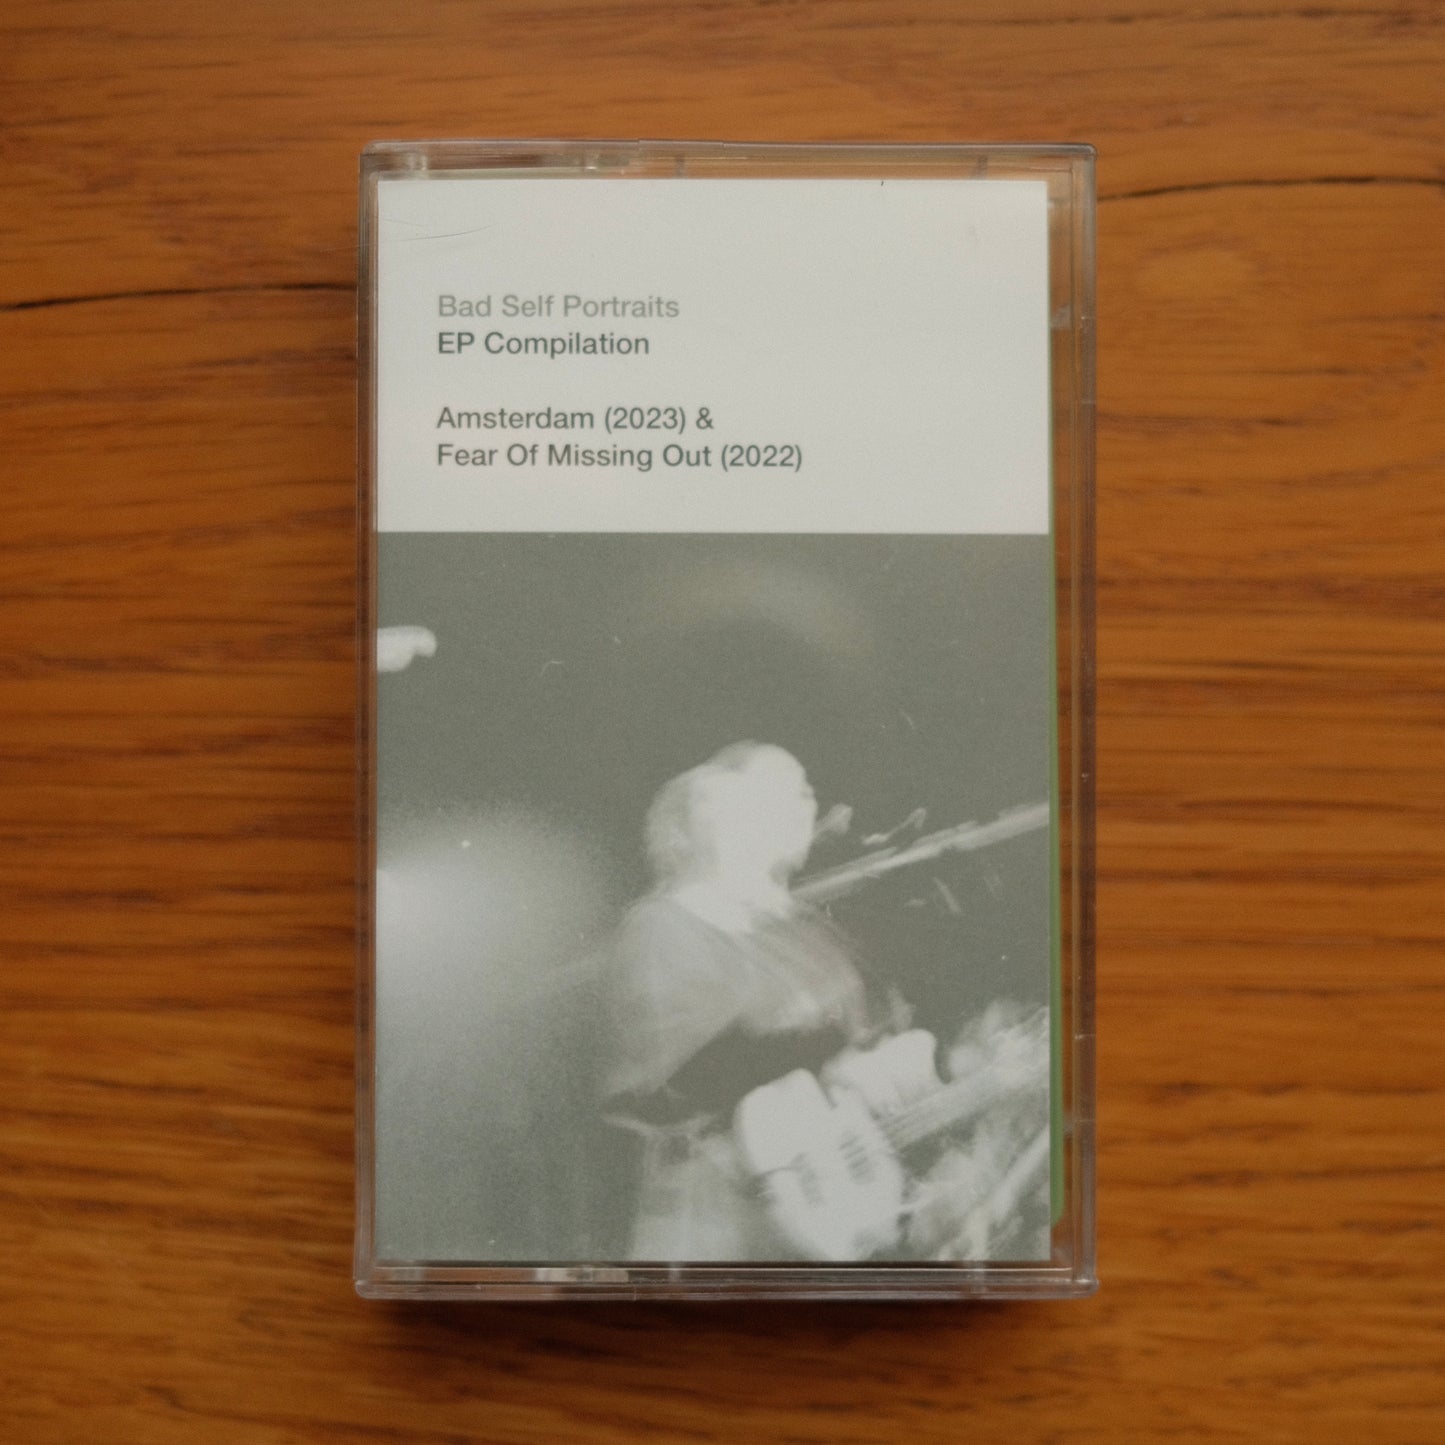 Bad Self Portraits
EP Compilation
Amsterdam (2023) &
Fear Of Missing Out (2022)